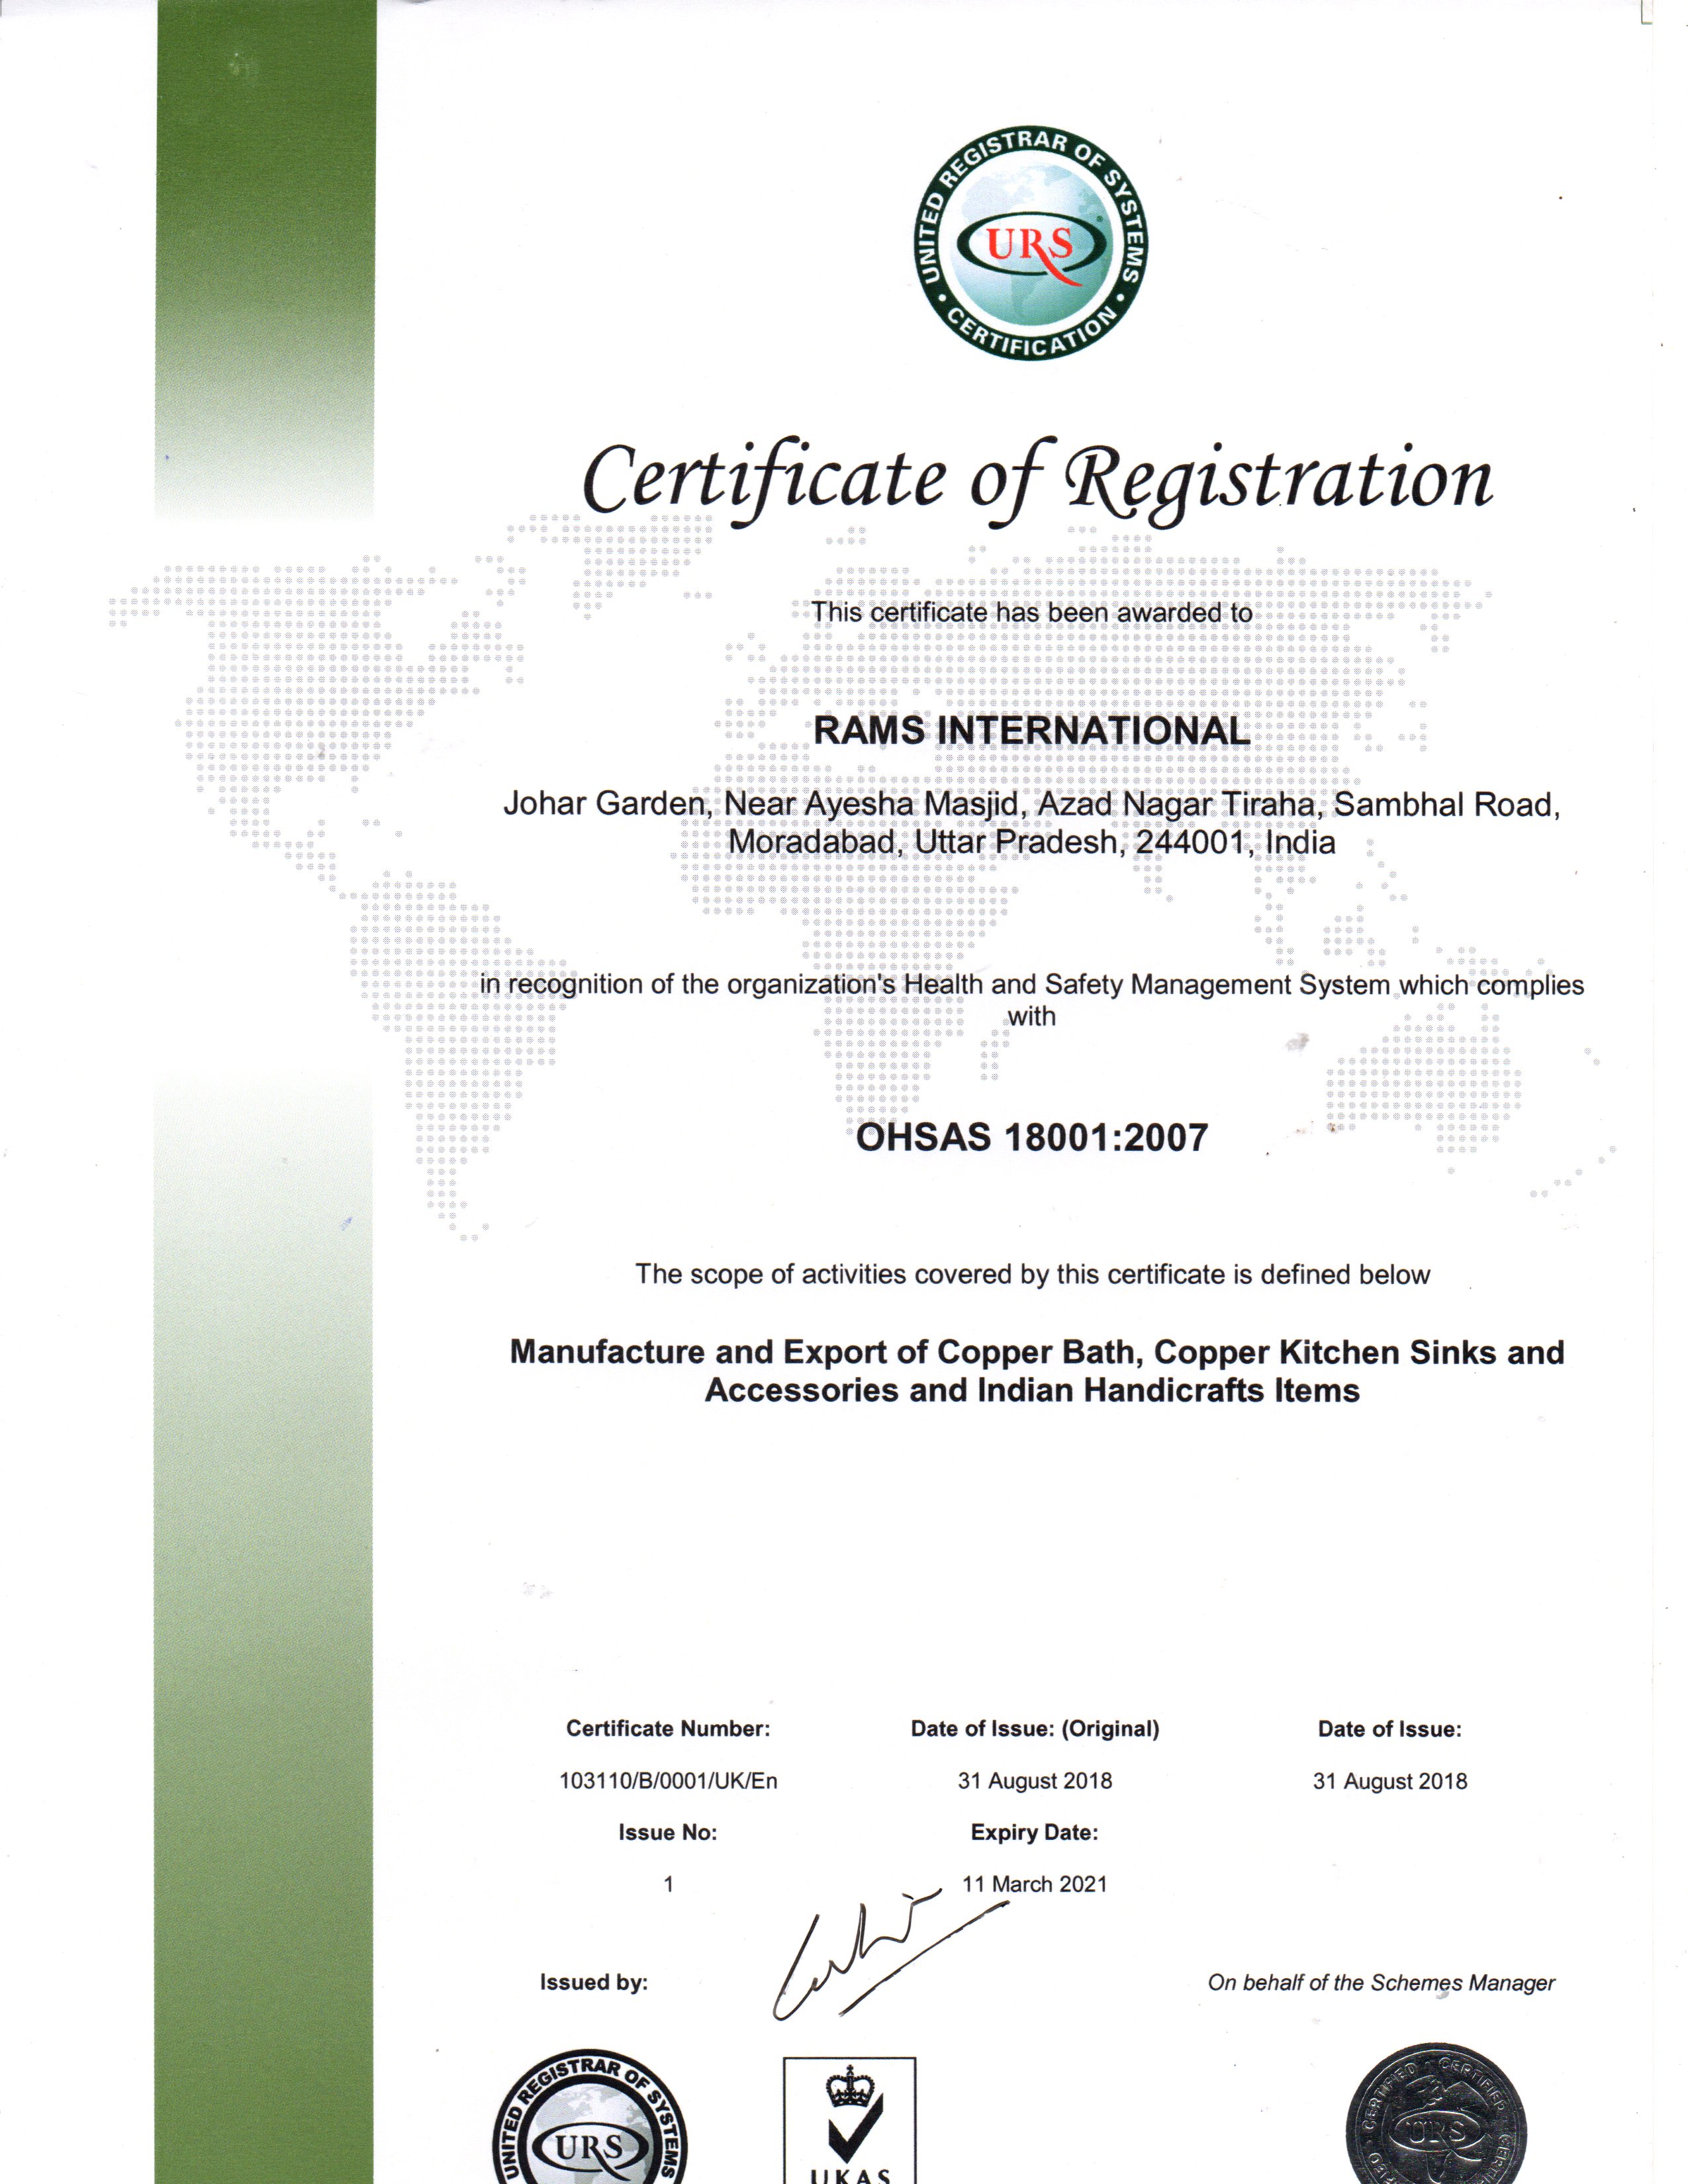 UNITED REGISTRAR OF SYSTEMS
URS
• CERTIFICATION •
Certificate of Registration
This certificate has been awarded to
RAMS INTERNATIONAL
Johar Garden, Near Ayesha Masjid, Azad Nagar Tiraha, Sambhal Road,
Moradabad, Uttar Pradesh, 244001, India
in recognition of the organization's Health and Safety Management System which complies
with
OHSAS 18001:2007
The scope of activities covered by this certificate is defined below
Manufacture and Export of Copper Bath, Copper Kitchen Sinks and
Accessories and Indian Handicrafts Items
Certificate Number: Date of Issue: (Original) Date of Issue:
103110/B/0001/UK/En 31 August 2018 31 August 2018
Issue No: Expiry Date:
1 11 March 2021
Issued by: On behalf of the Schemes Manager
UNITED REGISTRAR OF SYSTEMS
URS
UKAS
CERTIFIED • CERTIFIED
URS